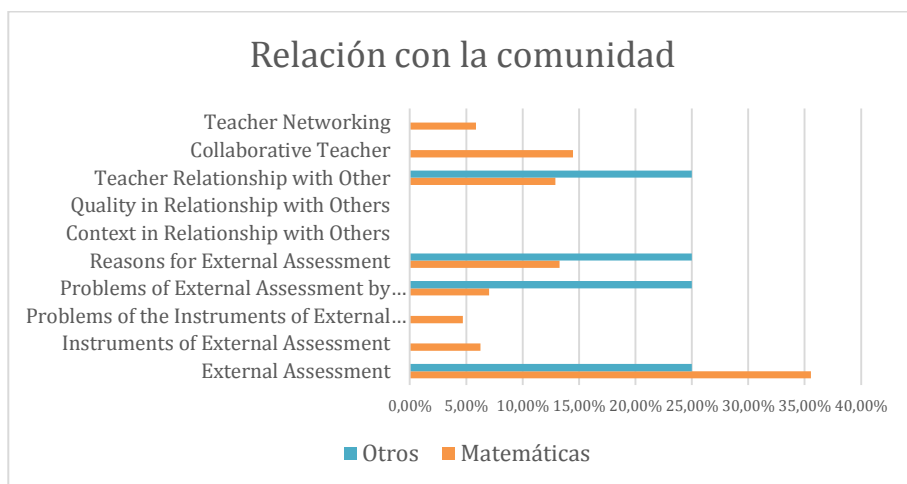 Relación con la comunidad
Teacher Networking
Collaborative Teacher
Teacher Relationship with Other
Quality in Relationship with Others
Context in Relationship with Others
Reasons for External Assessment
Problems of External Assessment by…
Problems of the Instruments of External…
Instruments of External Assessment
External Assessment
0,00% 5,00% 10,00% 15,00% 20,00% 25,00% 30,00% 35,00% 40,00%
Otros Matemáticas